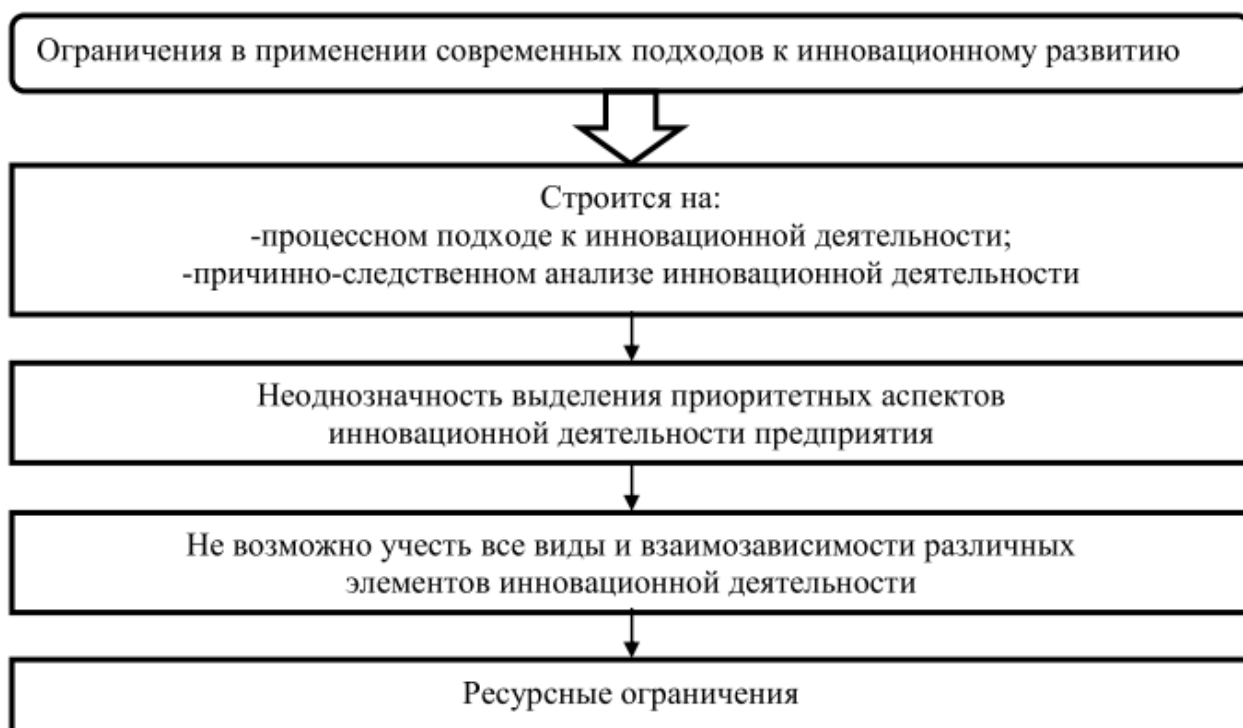 Ограничения в применении современных подходов к инновационному развитию
Строится на:
-процессном подходе к инновационной деятельности;
-причинно-следственном анализе инновационной деятельности
Неоднозначность выделения приоритетных аспектов
инновационной деятельности предприятия
Не возможно учесть все виды и взаимозависимости различных
элементов инновационной деятельности
Ресурсные ограничения